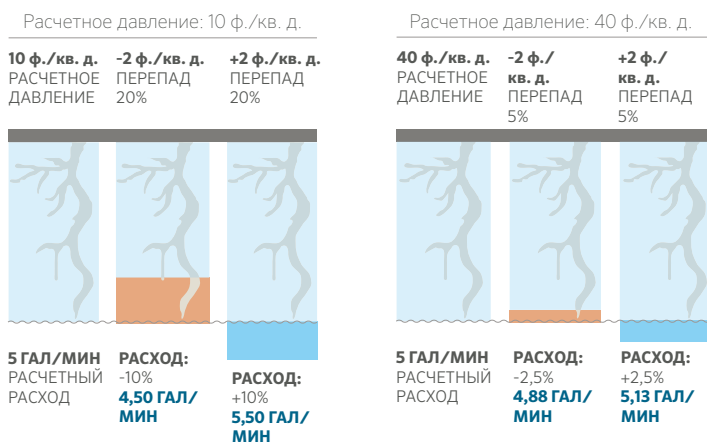 Расчетное давление: 10 ф./кв. д.
10 ф./кв. д.
РАСЧЕТНОЕ
ДАВЛЕНИЕ
-2 ф./кв. д.
ПЕРЕПАД
20%
+2 ф./кв. д.
ПЕРЕПАД
20%
5 ГАЛ/МИН
РАСЧЕТНЫЙ
РАСХОД
РАСХОД:
-10%
4,50 ГАЛ/
МИН
РАСХОД:
+10%
5,50 ГАЛ/
МИН
Расчетное давление: 40 ф./кв. д.
40 ф./кв. д.
РАСЧЕТНОЕ
ДАВЛЕНИЕ
-2 ф./
кв. д.
ПЕРЕПАД
5%
+2 ф./
кв. д.
ПЕРЕПАД
5%
5 ГАЛ/МИН
РАСЧЕТНЫЙ
РАСХОД
РАСХОД:
-2,5%
4,88 ГАЛ/
МИН
РАСХОД:
+2,5%
5,13 ГАЛ/
МИН